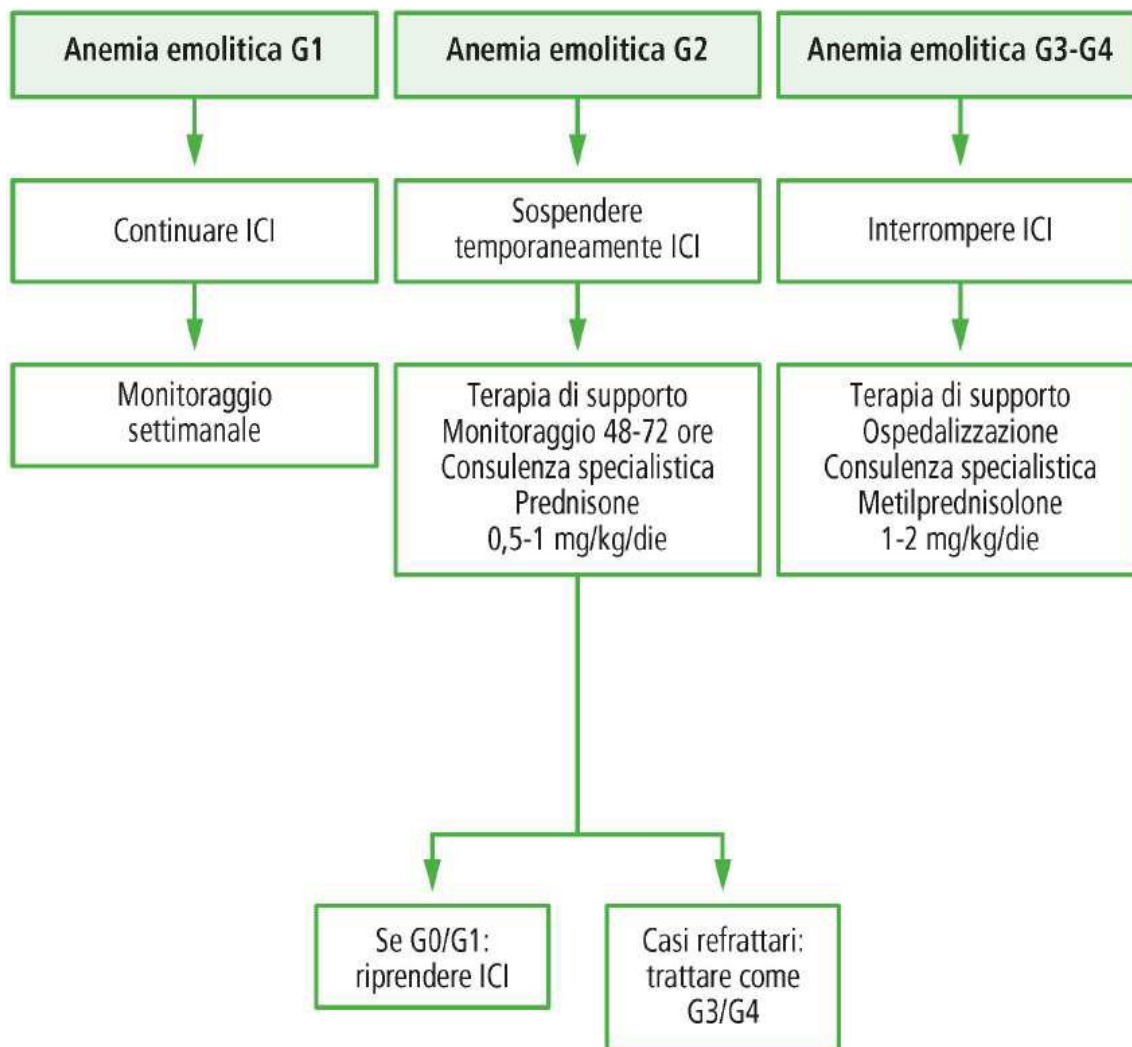 Anemia emolitica G1
Anemia emolitica G2
Anemia emolitica G3-G4
Continuare ICI
Sospendere
temporaneamente ICI
Interrompere ICI
Monitoraggio
settimanale
Terapia di supporto
Monitoraggio 48-72 ore
Consulenza specialistica
Prednisone
0,5-1 mg/kg/die
Terapia di supporto
Ospedalizzazione
Consulenza specialistica
Metilprednisolone
1-2 mg/kg/die
Se G0/G1:
riprendere ICI
Casi refrattari:
trattare come
G3/G4